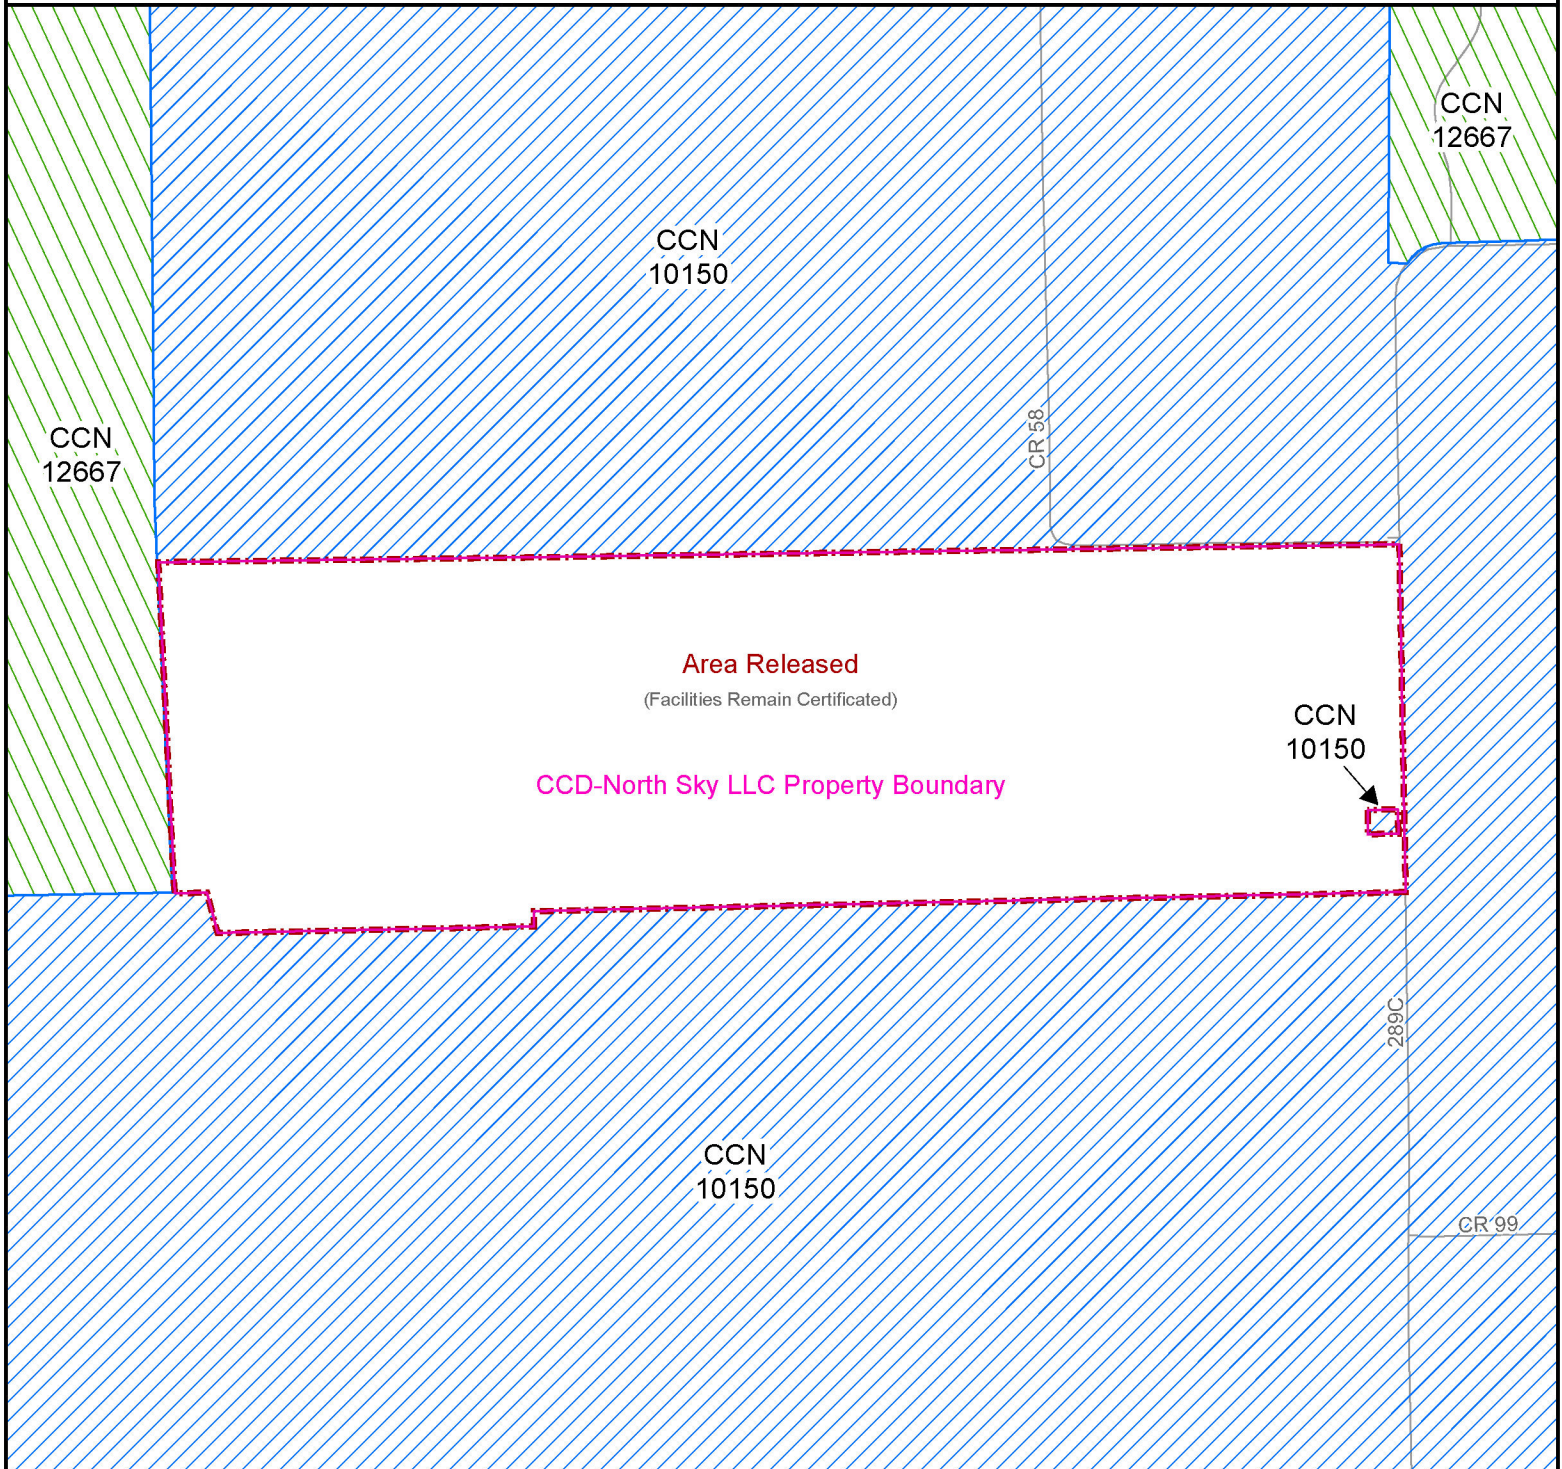 CCN
12667
CCN
10150
CR 58
CCN
12667
Area Released
(Facilities Remain Certificated)
CCN
10150
CCD-North Sky LLC Property Boundary
289C
CCN
10150
CR 99